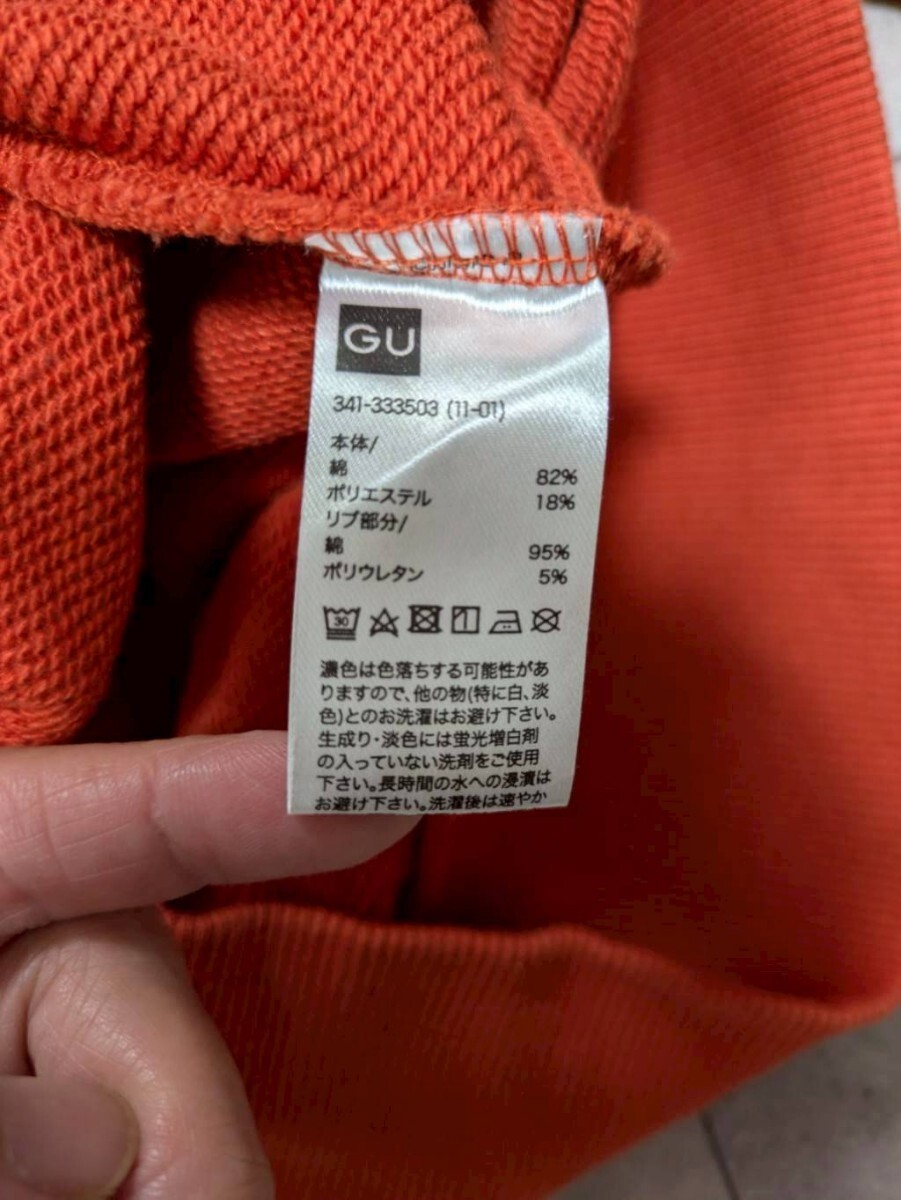 GU
341-333503 (11-01)
本体/
綿 82%
ポリエステル 18%
リブ部分/
綿 95%
ポリウレタン 5%
30
濃色は色落ちする可能性があ
りますので、他の物(特に白、淡
色)とのお洗濯はお避け下さい。
生成り・淡色には蛍光増白剤
の入っていない洗剤をご使用
下さい。長時間の水への浸漬は
お避け下さい。洗濯後は速やか